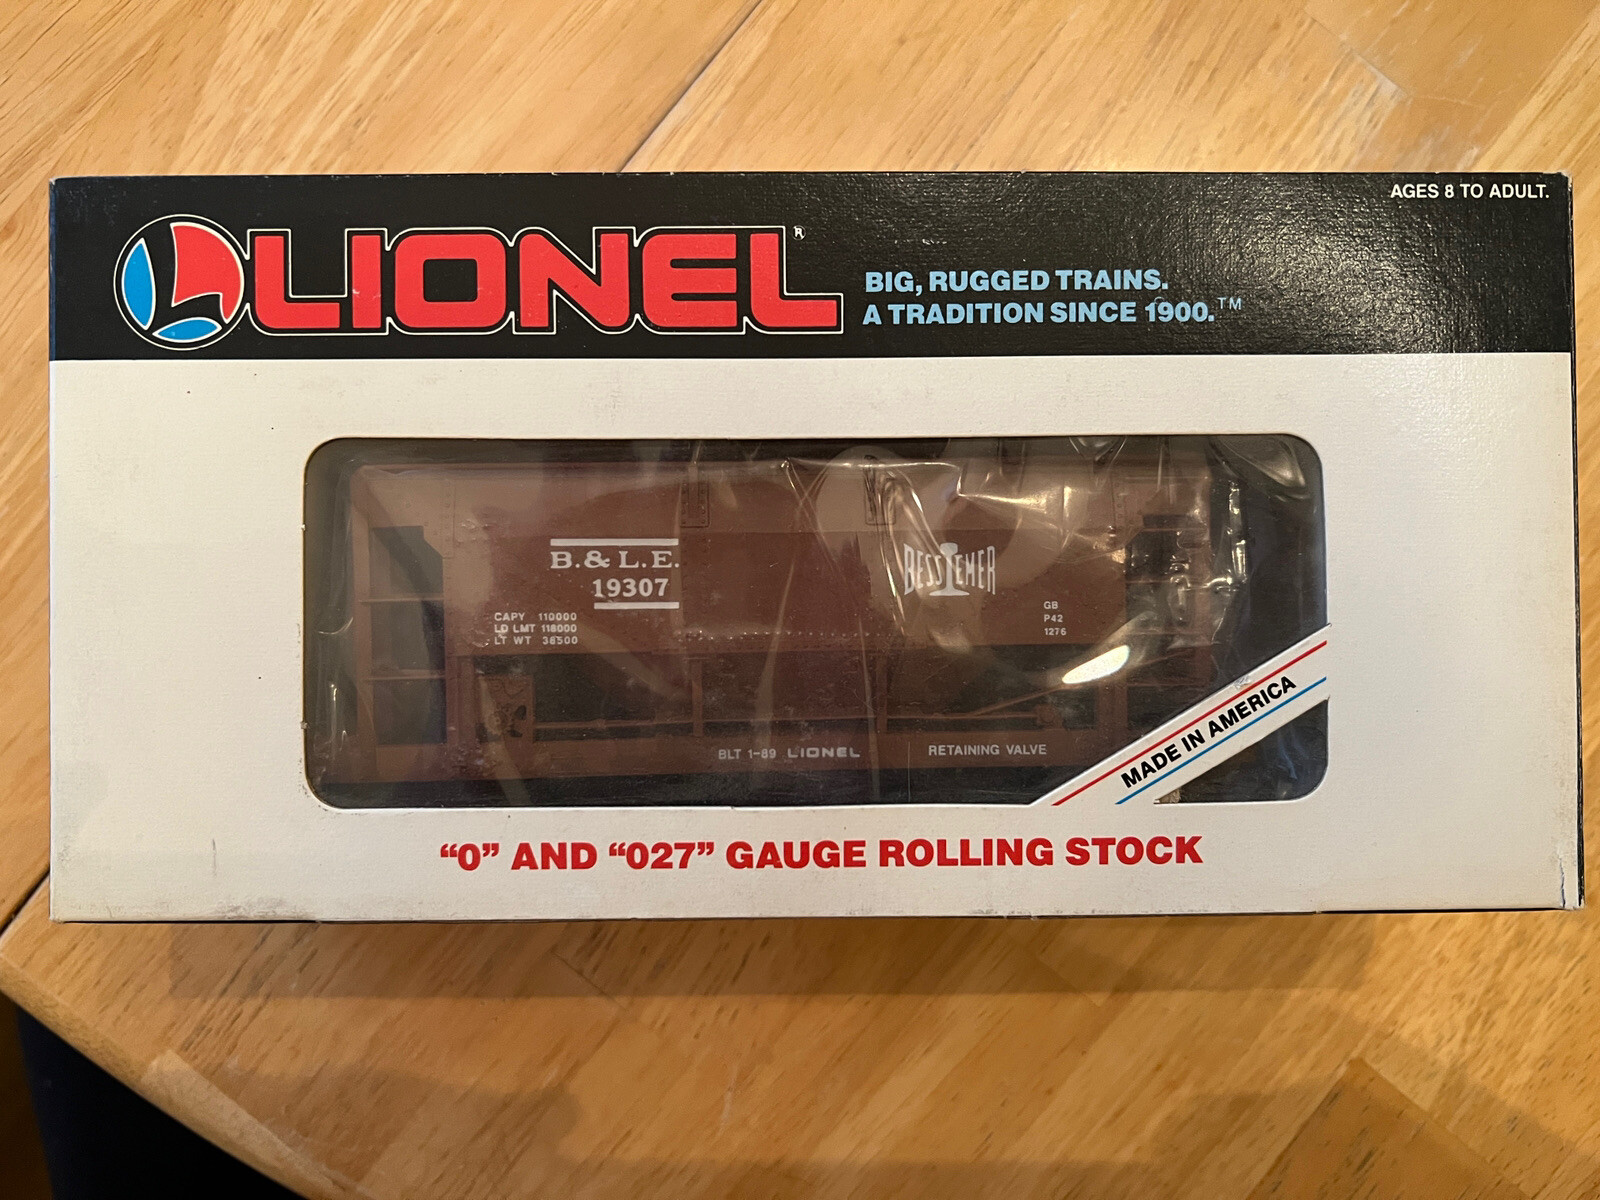 AGES 8 TO ADULT.
LIONEL®
BIG, RUGGED TRAINS.
A TRADITION SINCE 1900.™
B. & L.E.
19307
BESSEMER
CAPY 110000
LD LMT 118000
LT WT 36500
GB
P42
1276
BLT 1-89 LIONEL
RETAINING VALVE
MADE IN AMERICA
“O” AND “027” GAUGE ROLLING STOCK